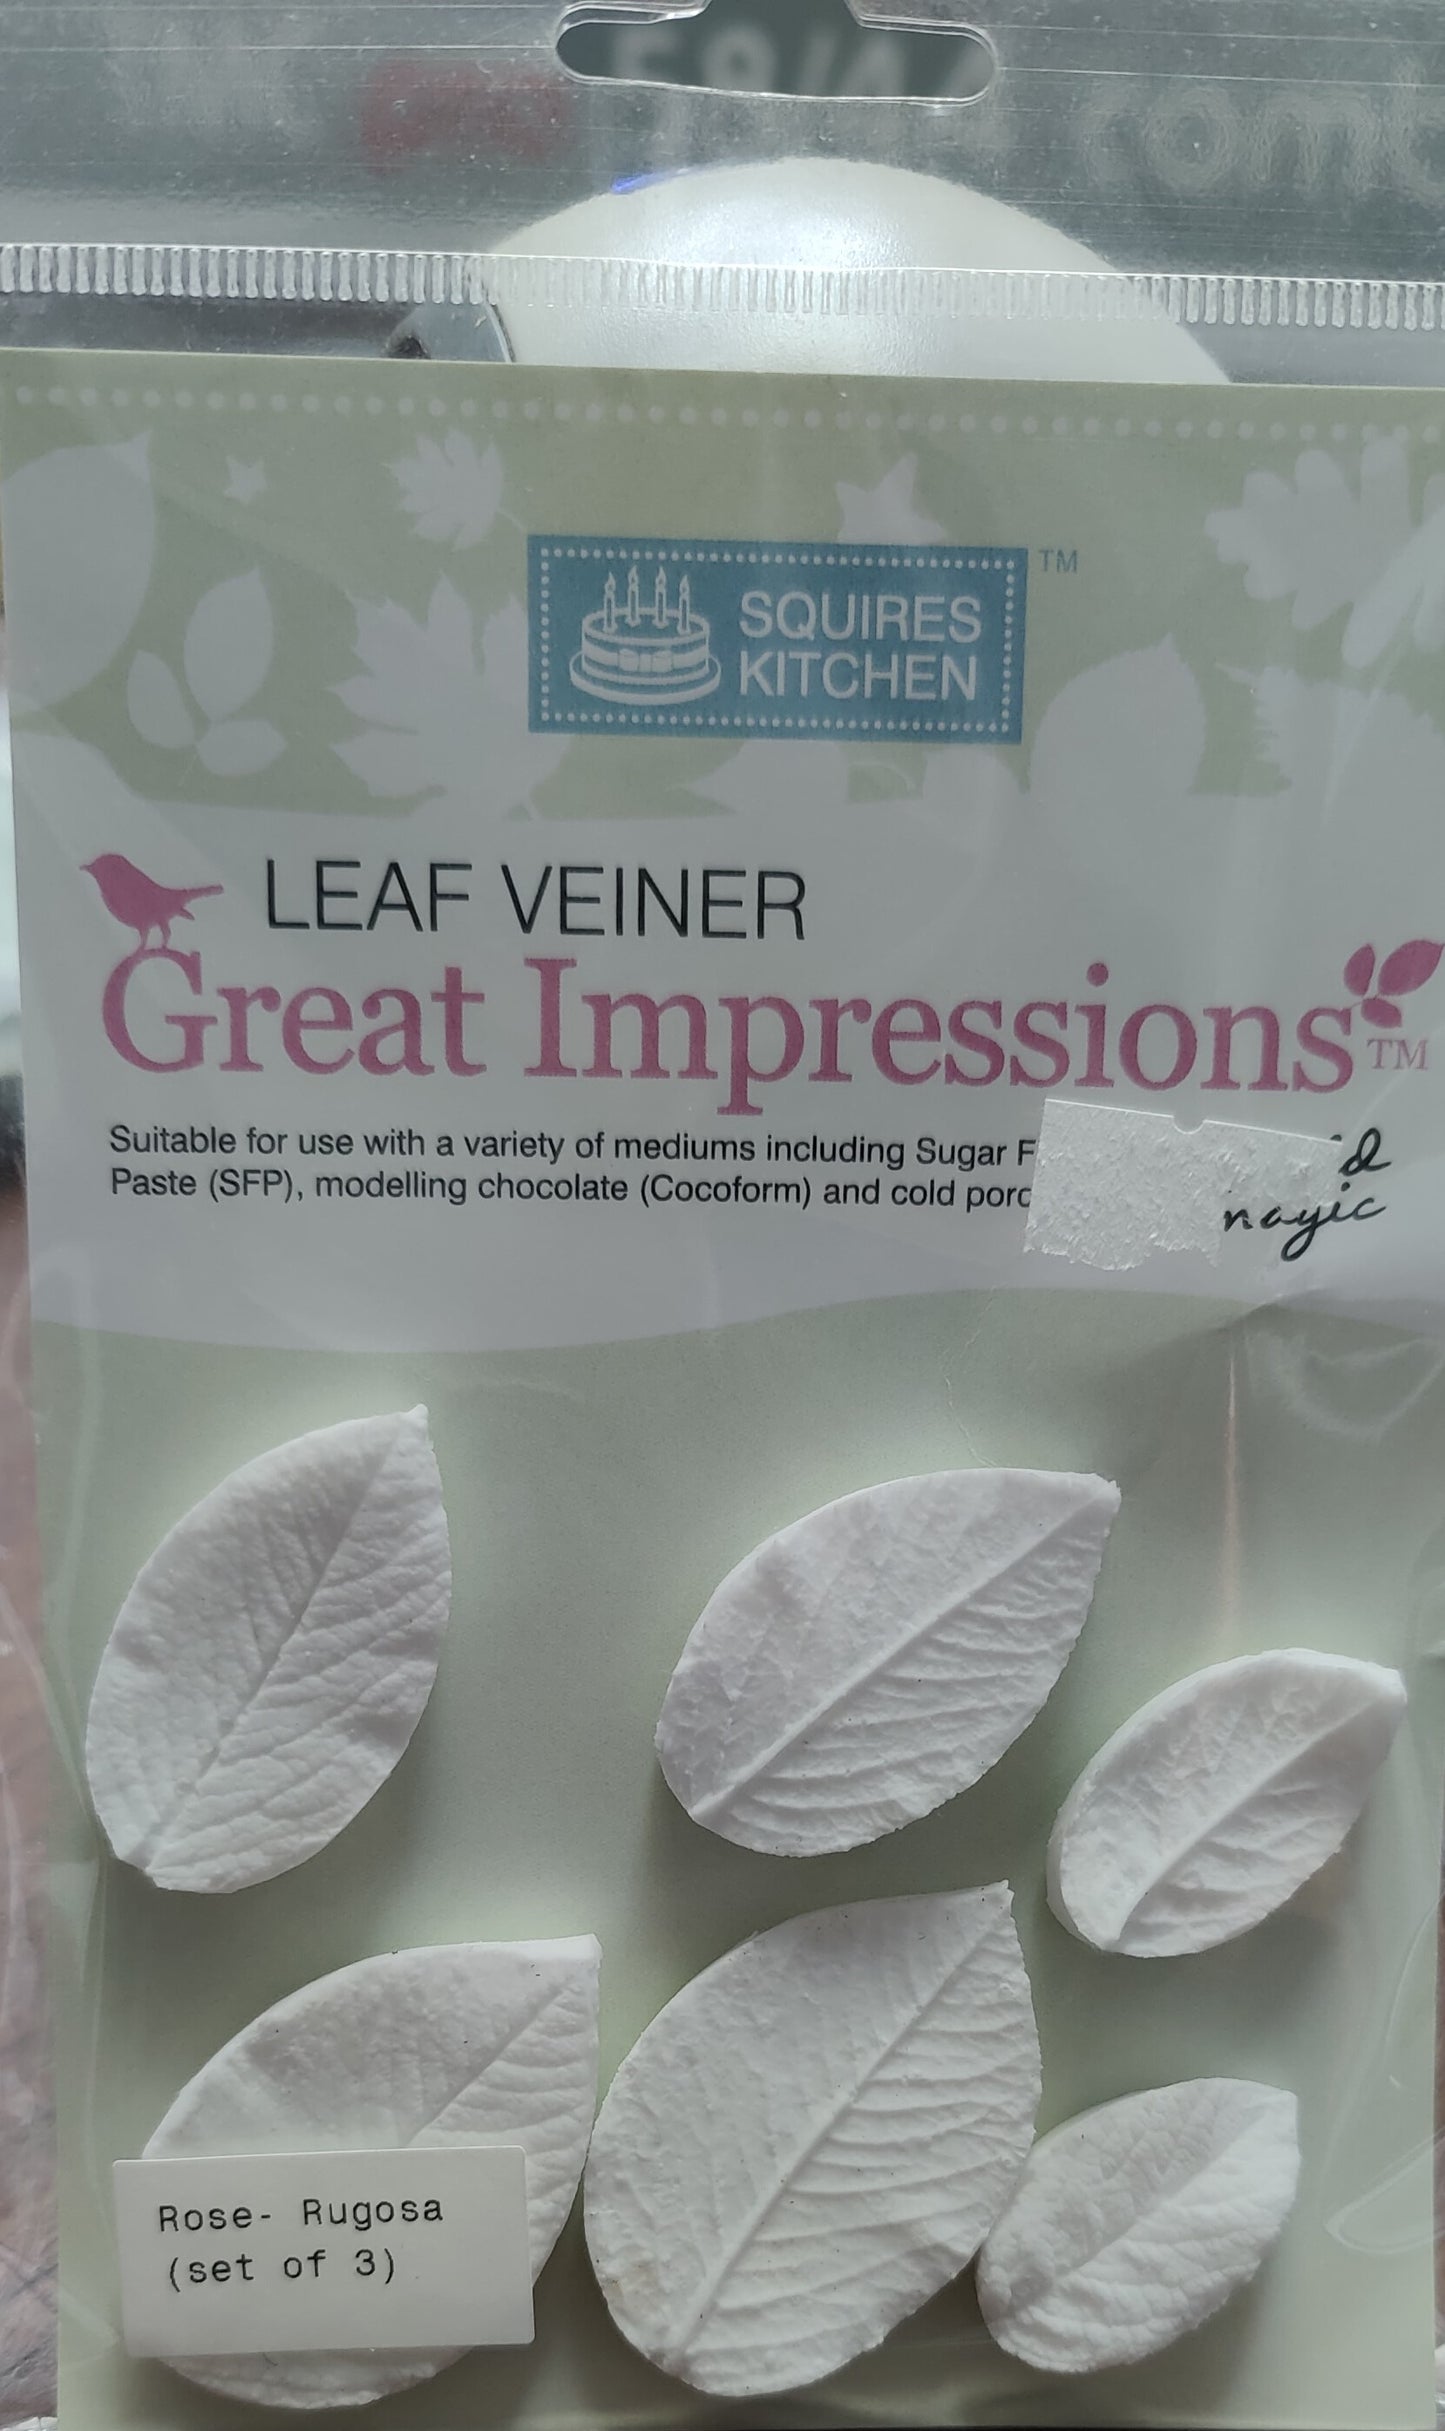 SQUIRES
KITCHEN
TM
LEAF VEINER
Great Impressions
TM
Suitable for use with a variety of mediums including Sugar F
Paste (SFP), modelling chocolate (Cocoform) and cold porc
Rose- Rugosa
(set of 3)